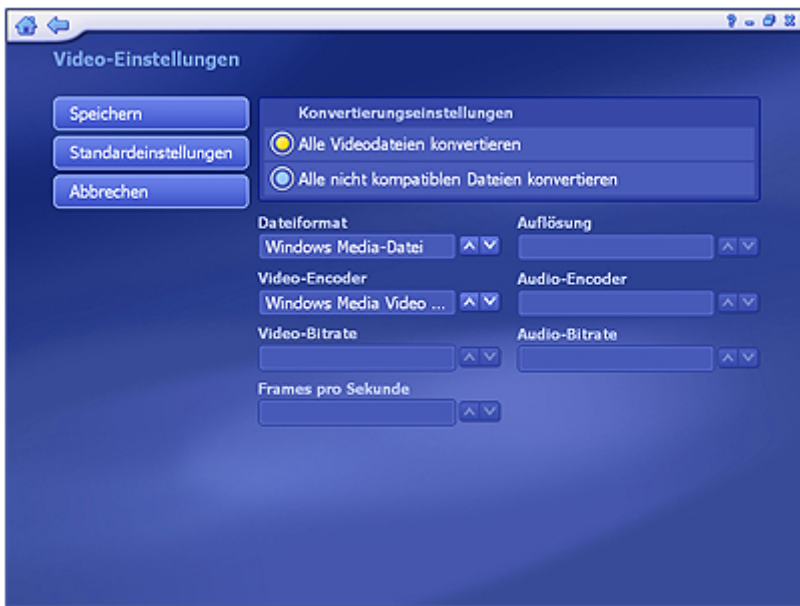 Video-Einstellungen
Speichern
Standardeinstellungen
Abbrechen
Konvertierungseinstellungen
Alle Videodateien konvertieren
Alle nicht kompatiblen Dateien konvertieren
Dateiformat
Windows Media-Datei
Auflösung
Video-Encoder
Windows Media Video ...
Audio-Encoder
Video-Bitrate
Audio-Bitrate
Frames pro Sekunde